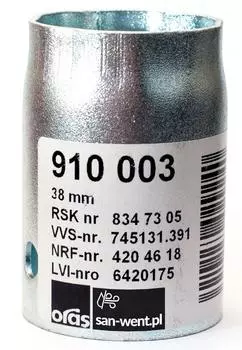 910 003
38 mm
RSK nr 834 73 05
VVS-nr. 745131.391
NRF-nr. 420 46 18
LVI-nro 6420175
oras san-went.pl